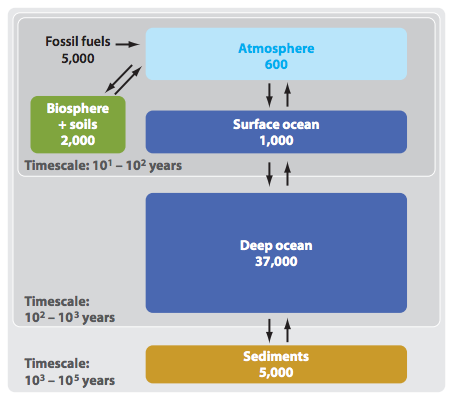 Fossil fuels
5,000
Atmosphere
600
Biosphere
+ soils
2,000
Surface ocean
1,000
Timescale: 10¹ – 10² years
Deep ocean
37,000
Timescale:
10² – 10³ years
Sediments
5,000
Timescale:
10³ – 10⁵ years